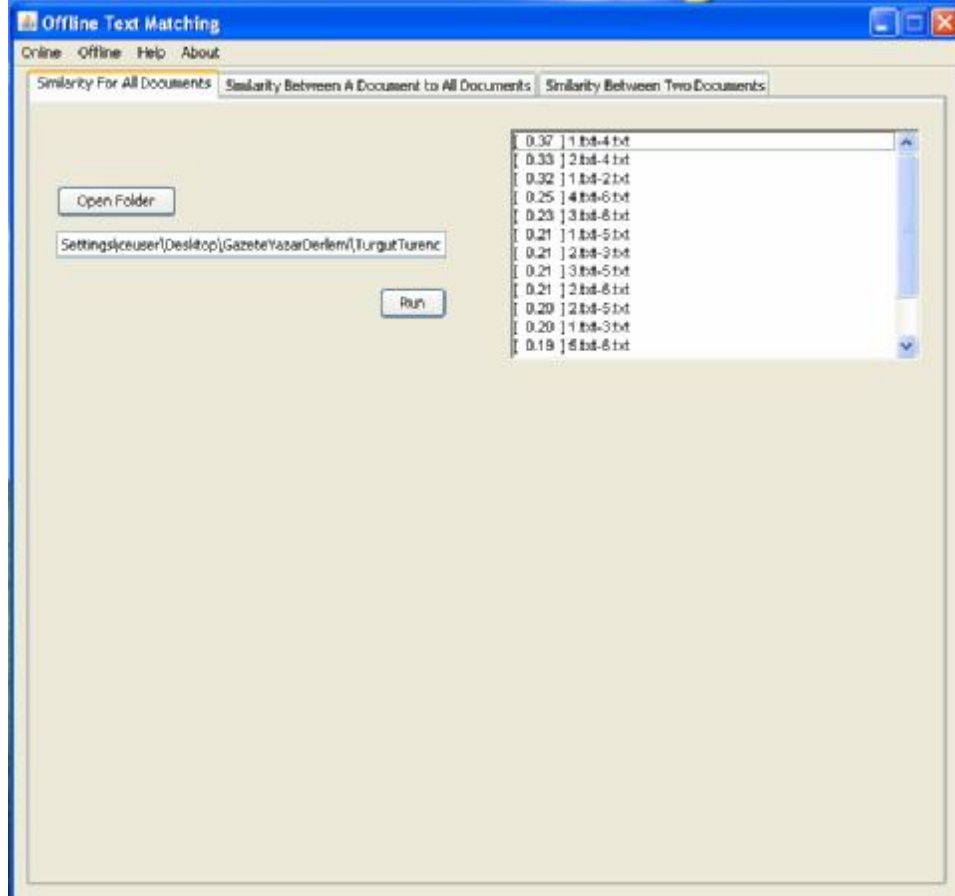 Offline Text Matching
Online Offline Help About
Similarity For All Documents Similarity Between A Document to All Documents Similarity Between Two Documents
Open Folder
Settings\ceuser\Desktop\GazeteYazarDerlemi\TurgutTurenc
Run
[ 0.37 ] 1.txt-4.txt
[ 0.33 ] 2.txt-4.txt
[ 0.32 ] 1.txt-2.txt
[ 0.25 ] 4.txt-6.txt
[ 0.23 ] 3.txt-6.txt
[ 0.21 ] 1.txt-5.txt
[ 0.21 ] 2.txt-3.txt
[ 0.21 ] 3.txt-5.txt
[ 0.21 ] 2.txt-6.txt
[ 0.20 ] 2.txt-5.txt
[ 0.20 ] 1.txt-3.txt
[ 0.19 ] 5.txt-6.txt